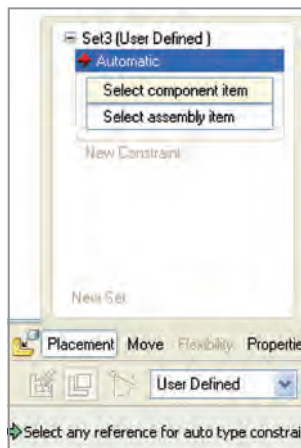 Set3 (User Defined )
Automatic
Select component item
Select assembly item
New Constraint
New Set
Placement Move Flexibility Properties
User Defined
Select any reference for auto type constrai